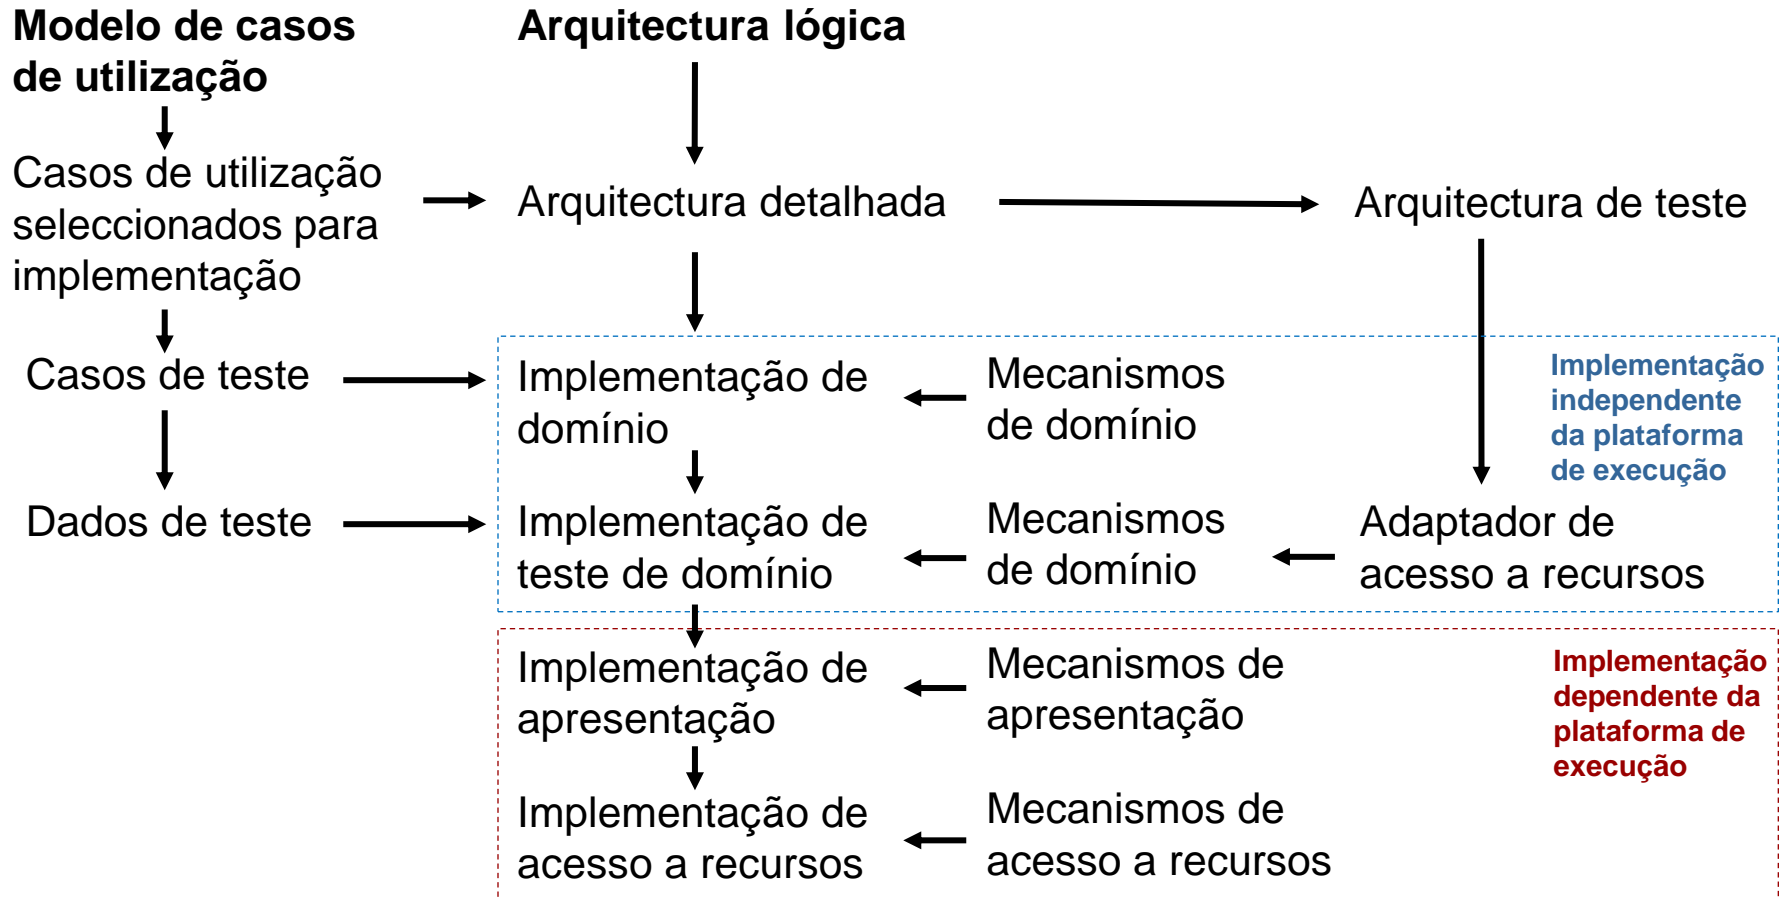 Modelo de casos
de utilização
Arquitectura lógica
Casos de utilização
seleccionados para
implementação
Arquitectura detalhada
Arquitectura de teste
Casos de teste
Implementação de
domínio
Mecanismos
de domínio
Implementação
independente
da plataforma
de execução
Dados de teste
Implementação de
teste de domínio
Mecanismos
de domínio
Adaptador de
acesso a recursos
Implementação de
apresentação
Mecanismos de
apresentação
Implementação
dependente da
plataforma de
execução
Implementação de
acesso a recursos
Mecanismos de
acesso a recursos